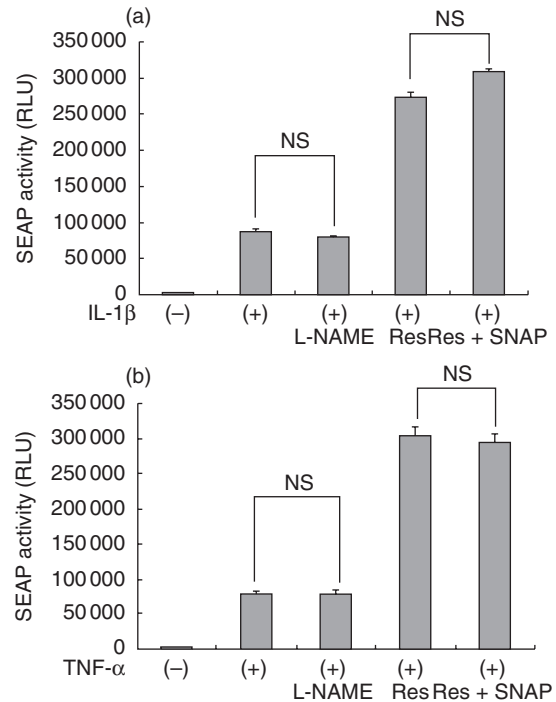 (a)
SEAP activity (RLU)
350 000
300 000
250 000
200 000
150 000
100 000
50 000
0
NS
NS
IL-1β (–) (+) (+) (+) (+)
L-NAME Res Res + SNAP
(b)
SEAP activity (RLU)
350 000
300 000
250 000
200 000
150 000
100 000
50 000
0
NS
NS
TNF-α (–) (+) (+) (+) (+)
L-NAME Res Res + SNAP